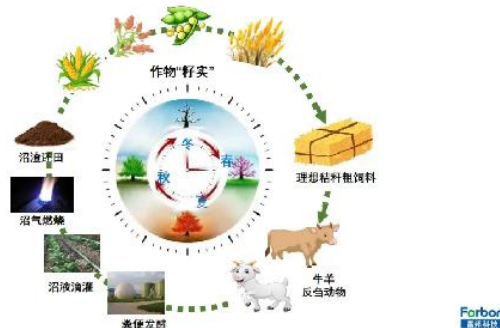 作物“籽实”
冬
春
夏
秋
理想秸秆粗饲料
牛羊
反刍动物
粪便发酵
沼液滴灌
沼气燃烧
沼渣还田
Forbon